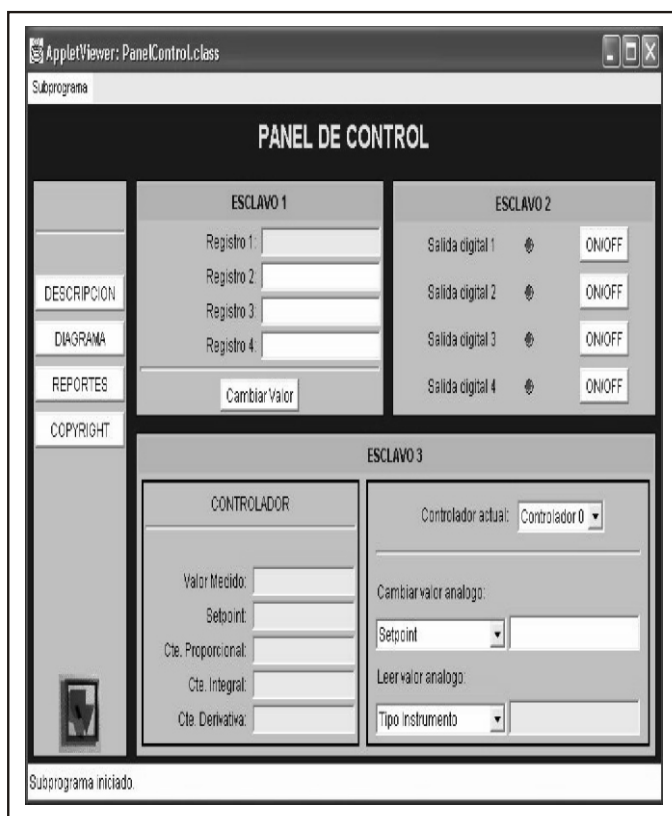 AppletViewer: PanelControl.class
Subprograma
PANEL DE CONTROL
DESCRIPCION
DIAGRAMA
REPORTES
COPYRIGHT
ESCLAVO 1
Registro 1:
Registro 2:
Registro 3:
Registro 4:
Cambiar Valor
ESCLAVO 2
Salida digital 1 ON/OFF
Salida digital 2 ON/OFF
Salida digital 3 ON/OFF
Salida digital 4 ON/OFF
ESCLAVO 3
CONTROLADOR
Valor Medido:
Setpoint:
Cte. Proporcional:
Cte. Integral:
Cte. Derivativa:
Controlador actual: Controlador 0
Cambiar valor analogo:
Setpoint
Leer valor analogo:
Tipo Instrumento
Subprograma iniciado.